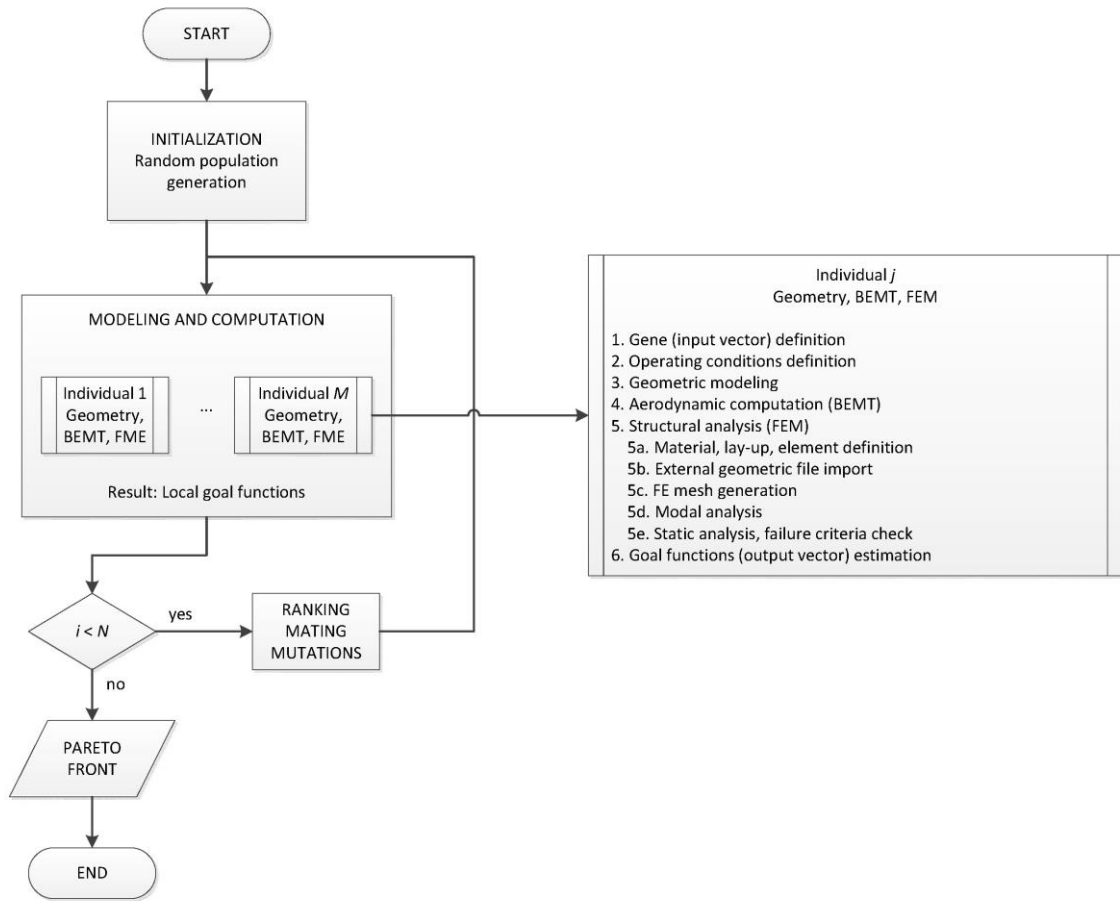 START
INITIALIZATION
Random population
generation
MODELING AND COMPUTATION
Individual 1
Geometry,
BEMT, FME
...
Individual M
Geometry,
BEMT, FME
Result: Local goal functions
i < N
yes
no
RANKING
MATING
MUTATIONS
PARETO
FRONT
END
Individual j
Geometry, BEMT, FEM
1. Gene (input vector) definition
2. Operating conditions definition
3. Geometric modeling
4. Aerodynamic computation (BEMT)
5. Structural analysis (FEM)
5a. Material, lay-up, element definition
5b. External geometric file import
5c. FE mesh generation
5d. Modal analysis
5e. Static analysis, failure criteria check
6. Goal functions (output vector) estimation